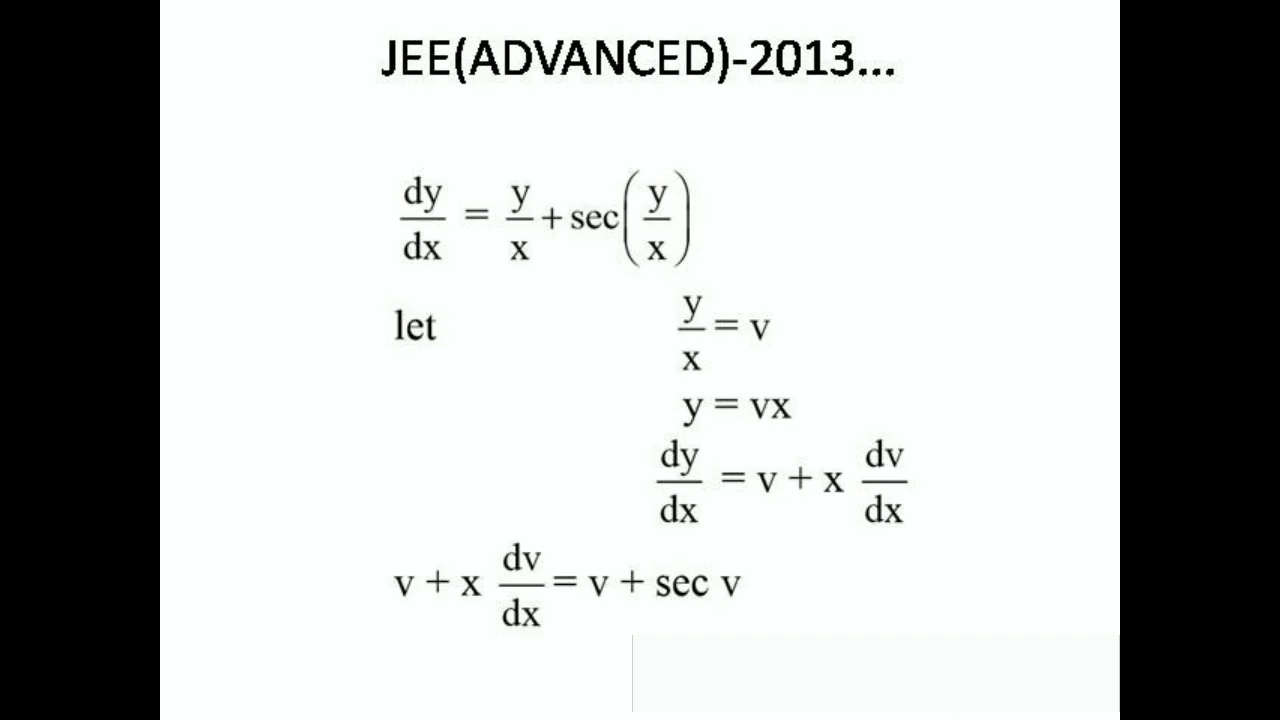 JEE(ADVANCED)-2013...
dy/dx = y/x + sec(y/x)
let y/x = v
y = vx
dy/dx = v + x dv/dx
v + x dv/dx = v + sec v